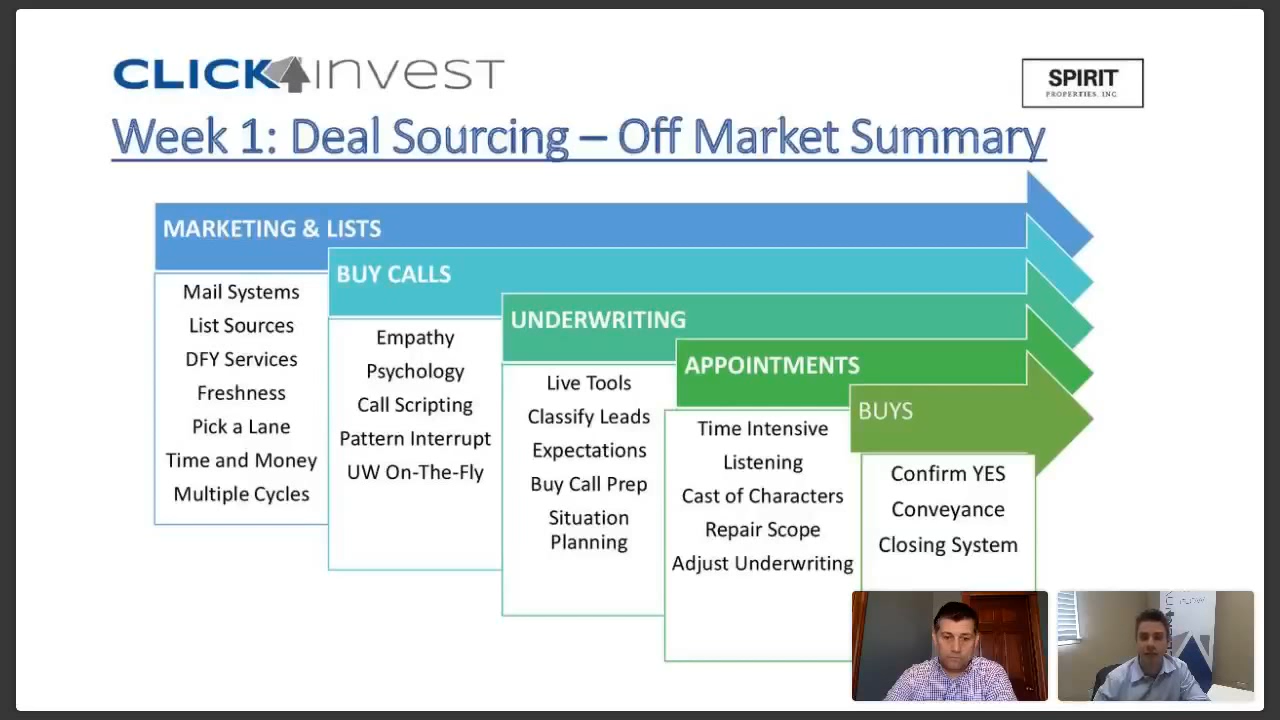 CLICK4INVEST
SPIRIT
PROPERTIES, INC
Week 1: Deal Sourcing – Off Market Summary
MARKETING & LISTS
Mail Systems
List Sources
DFY Services
Freshness
Pick a Lane
Time and Money
Multiple Cycles
BUY CALLS
Empathy
Psychology
Call Scripting
Pattern Interrupt
UW On-The-Fly
UNDERWRITING
Live Tools
Classify Leads
Expectations
Buy Call Prep
Situation
Planning
APPOINTMENTS
Time Intensive
Listening
Cast of Characters
Repair Scope
Adjust Underwriting
BUYS
Confirm YES
Conveyance
Closing System